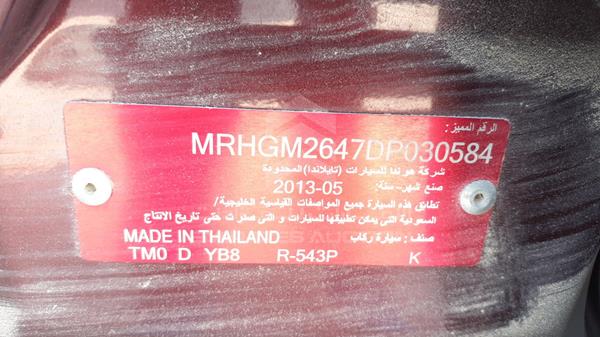 الرقم المميز :
MRHGM2647DP030584
شركة هوندا للسيارات (تايلاندا) المحدودة
صنع شهر- سنة: 2013-05
تطابق هذه السيارة جميع المواصفات القياسية الخليجية/
السعودية التي يمكن تطبيقها للسيارات و التي صدرت حتى تاريخ الانتاج
صنف : سيارة ركاب MADE IN THAILAND
TM0 D YB8 R-543P K